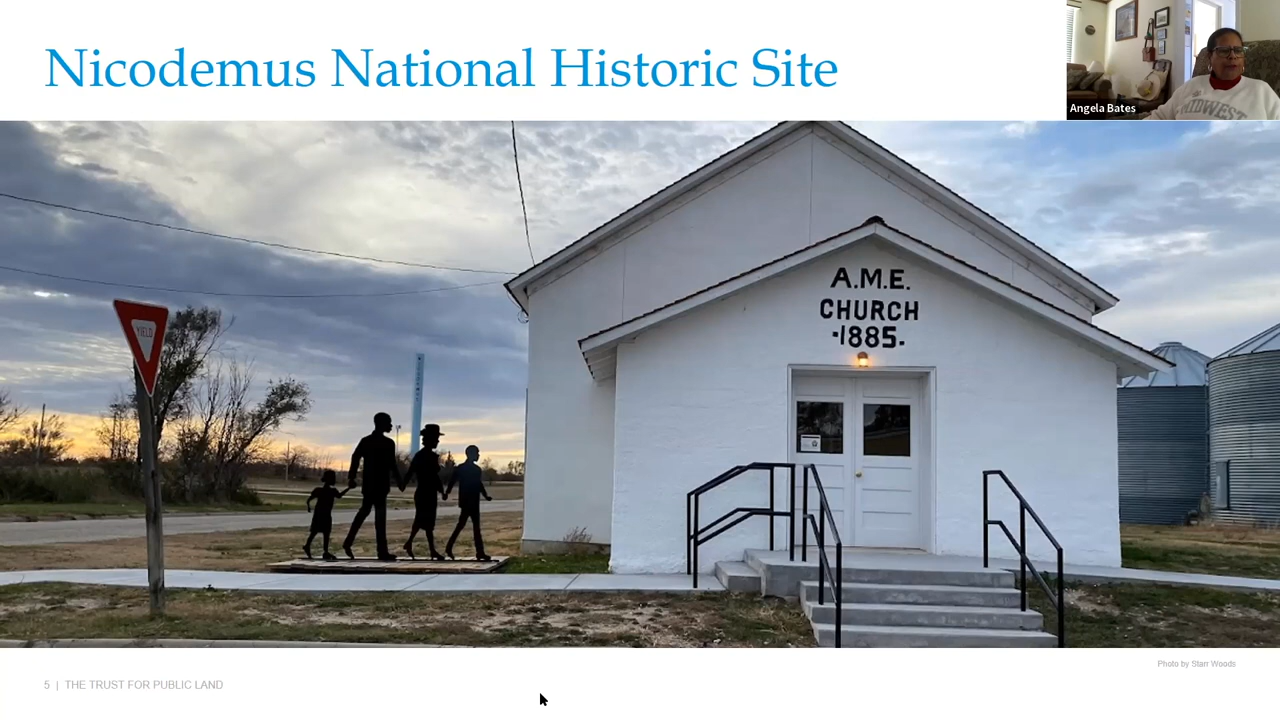 Nicodemus National Historic Site
Angela Bates
MIDWEST
A.M.E.
CHURCH
-1885-
YIELD
Photo by Starr Woods
5 | THE TRUST FOR PUBLIC LAND